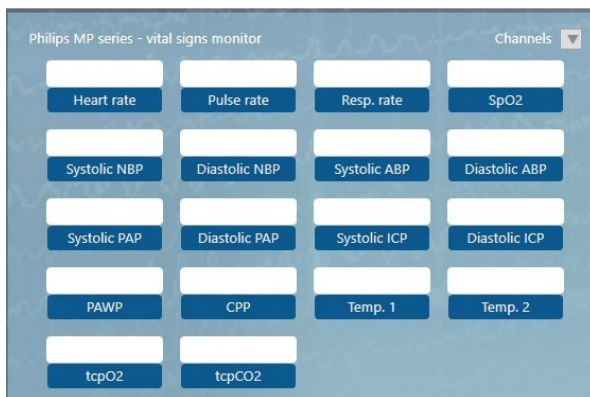 Philips MP series - vital signs monitor Channels
Heart rate Pulse rate Resp. rate SpO2
Systolic NBP Diastolic NBP Systolic ABP Diastolic ABP
Systolic PAP Diastolic PAP Systolic ICP Diastolic ICP
PAWP CPP Temp. 1 Temp. 2
tcpO2 tcpCO2